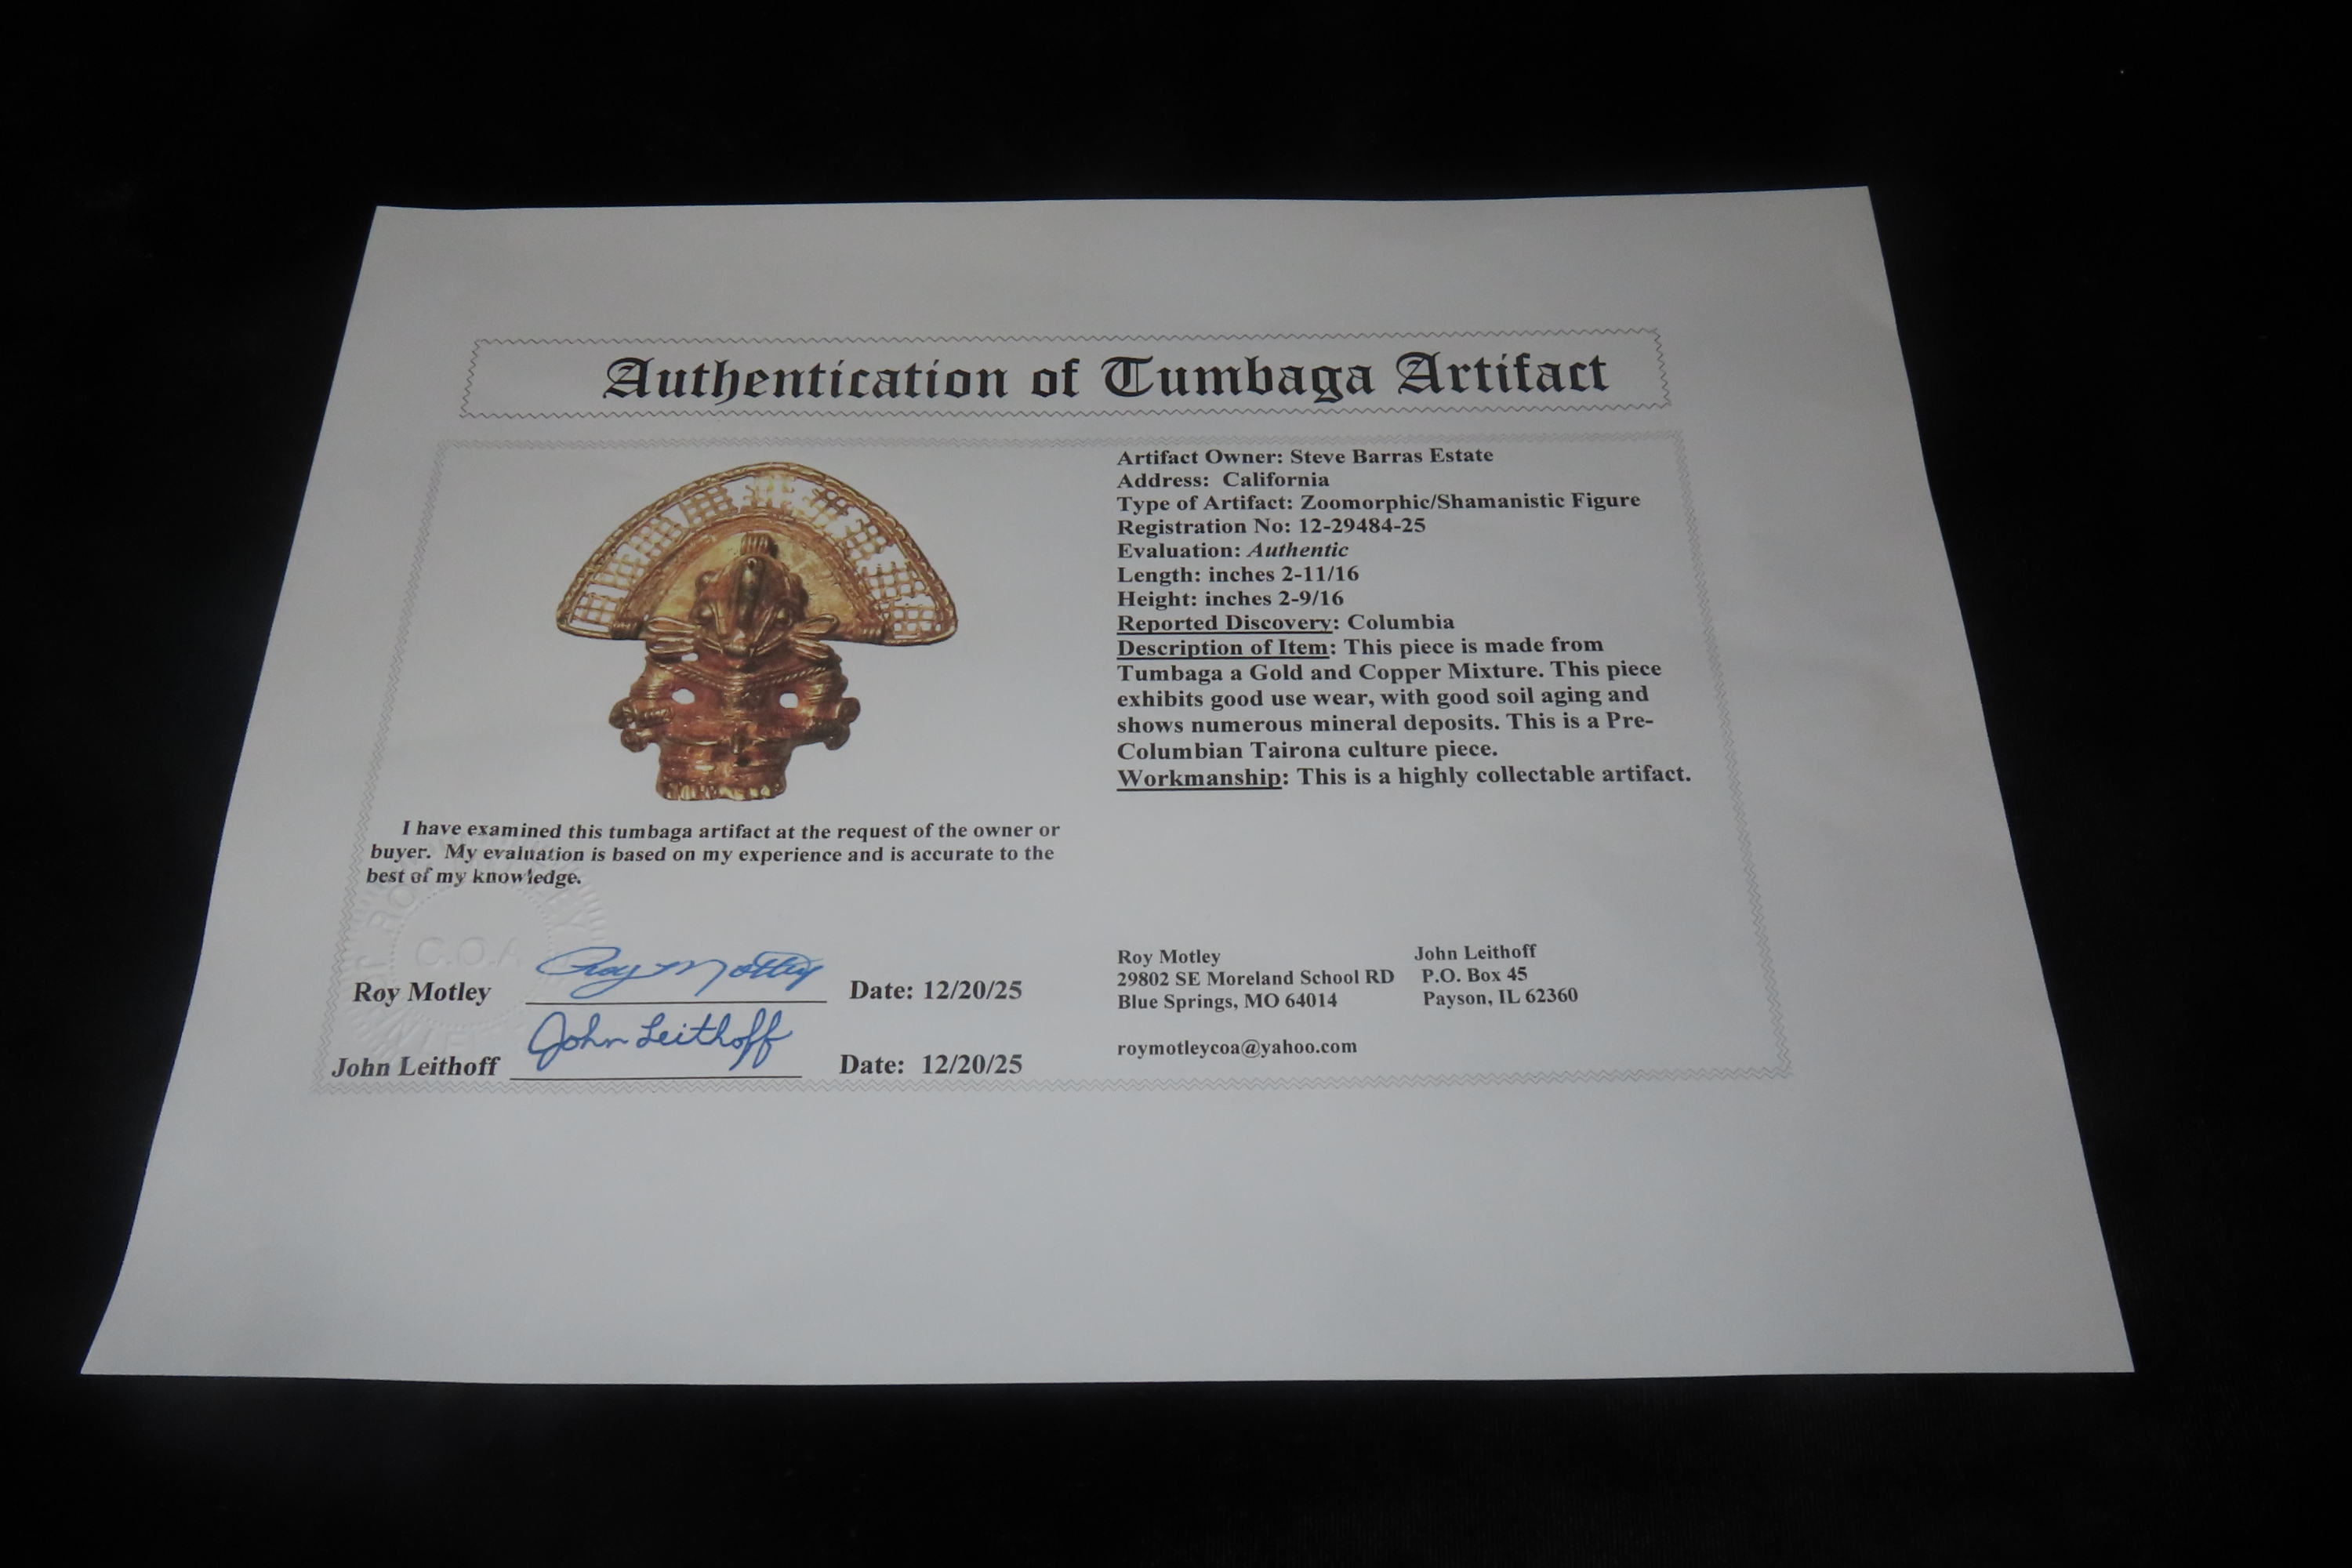 Authentication of Tumbaga Artifact
Artifact Owner: Steve Barras Estate
Address: California
Type of Artifact: Zoomorphic/Shamanistic Figure
Registration No: 12-29484-25
Evaluation: Authentic
Length: inches 2-11/16
Height: inches 2-9/16
Reported Discovery: Columbia
Description of Item: This piece is made from
Tumbaga a Gold and Copper Mixture. This piece
exhibits good use wear, with good soil aging and
shows numerous mineral deposits. This is a Pre-
Columbian Tairona culture piece.
Workmanship: This is a highly collectable artifact.
I have examined this tumbaga artifact at the request of the owner or
buyer. My evaluation is based on my experience and is accurate to the
best of my knowledge.
C.O.A
Roy Motley Roy Motley Date: 12/20/25
John Leithoff John Leithoff Date: 12/20/25
Roy Motley
29802 SE Moreland School RD
Blue Springs, MO 64014
roymotleycoa@yahoo.com
John Leithoff
P.O. Box 45
Payson, IL 62360